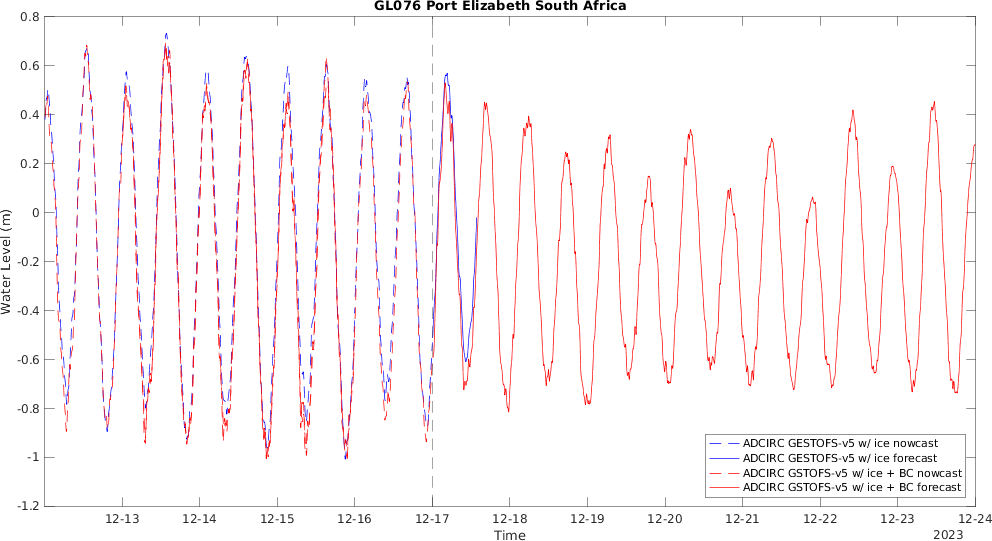 GL076 Port Elizabeth South Africa
0.8
0.6
0.4
0.2
0
-0.2
-0.4
-0.6
-0.8
-1
-1.2
Water Level (m)
ADCIRC GESTOFS-v5 w/ ice nowcast
ADCIRC GESTOFS-v5 w/ ice forecast
ADCIRC GSTOFS-v5 w/ ice + BC nowcast
ADCIRC GSTOFS-v5 w/ ice + BC forecast
12-13 12-14 12-15 12-16 12-17 12-18 12-19 12-20 12-21 12-22 12-23 12-24
Time
2023